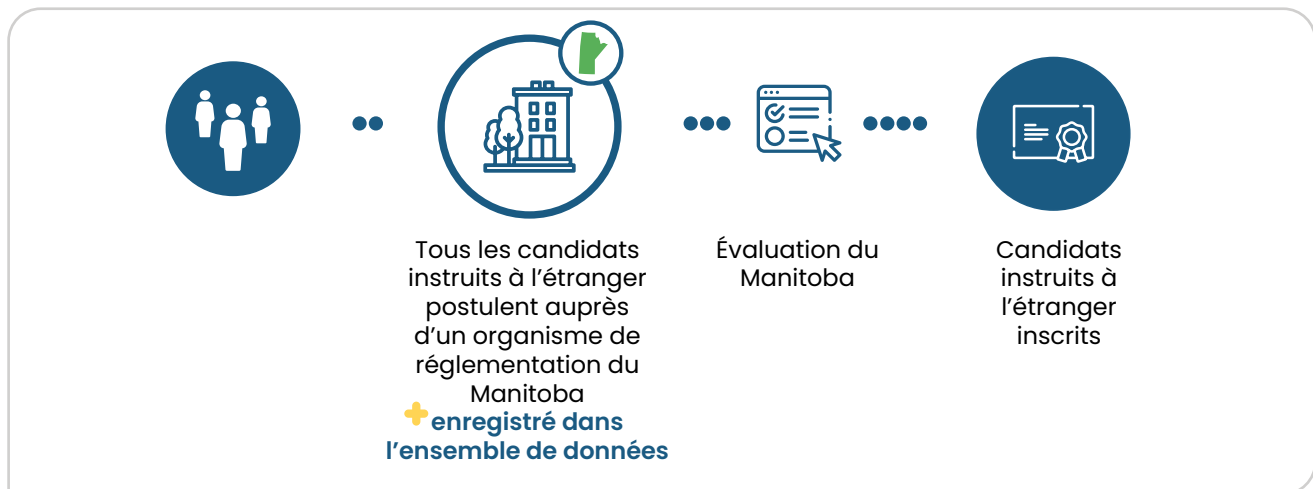 Tous les candidats
instruits à l’étranger
postulent auprès
d’un organisme de
réglementation du
Manitoba
enregistré dans
l’ensemble de données
Évaluation du
Manitoba
Candidats
instruits à
l’étranger
inscrits